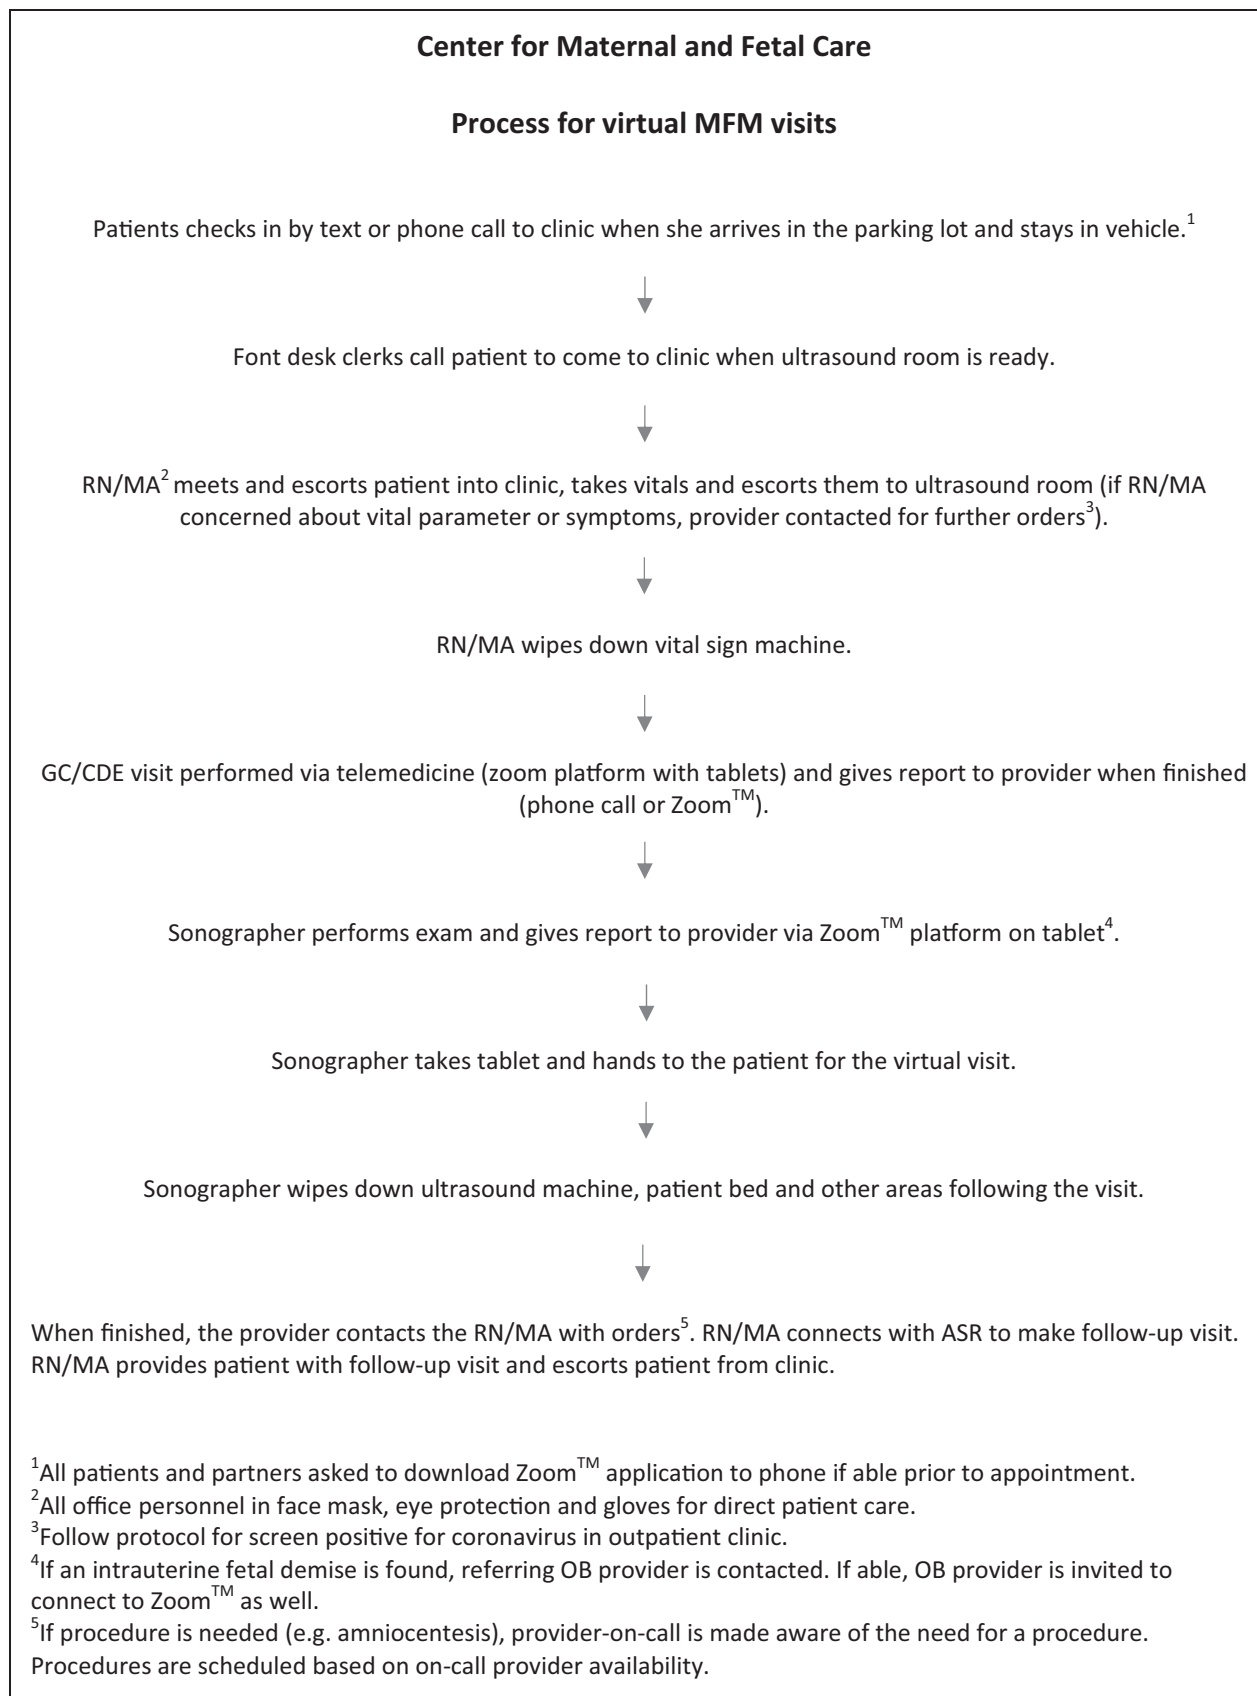 Center for Maternal and Fetal Care
Process for virtual MFM visits
Patients checks in by text or phone call to clinic when she arrives in the parking lot and stays in vehicle.1
Font desk clerks call patient to come to clinic when ultrasound room is ready.
RN/MA2 meets and escorts patient into clinic, takes vitals and escorts them to ultrasound room (if RN/MA
concerned about vital parameter or symptoms, provider contacted for further orders3).
RN/MA wipes down vital sign machine.
GC/CDE visit performed via telemedicine (zoom platform with tablets) and gives report to provider when finished
(phone call or ZoomTM).
Sonographer performs exam and gives report to provider via ZoomTM platform on tablet4.
Sonographer takes tablet and hands to the patient for the virtual visit.
Sonographer wipes down ultrasound machine, patient bed and other areas following the visit.
When finished, the provider contacts the RN/MA with orders5. RN/MA connects with ASR to make follow-up visit.
RN/MA provides patient with follow-up visit and escorts patient from clinic.
1All patients and partners asked to download ZoomTM application to phone if able prior to appointment.
2All office personnel in face mask, eye protection and gloves for direct patient care.
3Follow protocol for screen positive for coronavirus in outpatient clinic.
4If an intrauterine fetal demise is found, referring OB provider is contacted. If able, OB provider is invited to
connect to ZoomTM as well.
5If procedure is needed (e.g. amniocentesis), provider-on-call is made aware of the need for a procedure.
Procedures are scheduled based on on-call provider availability.